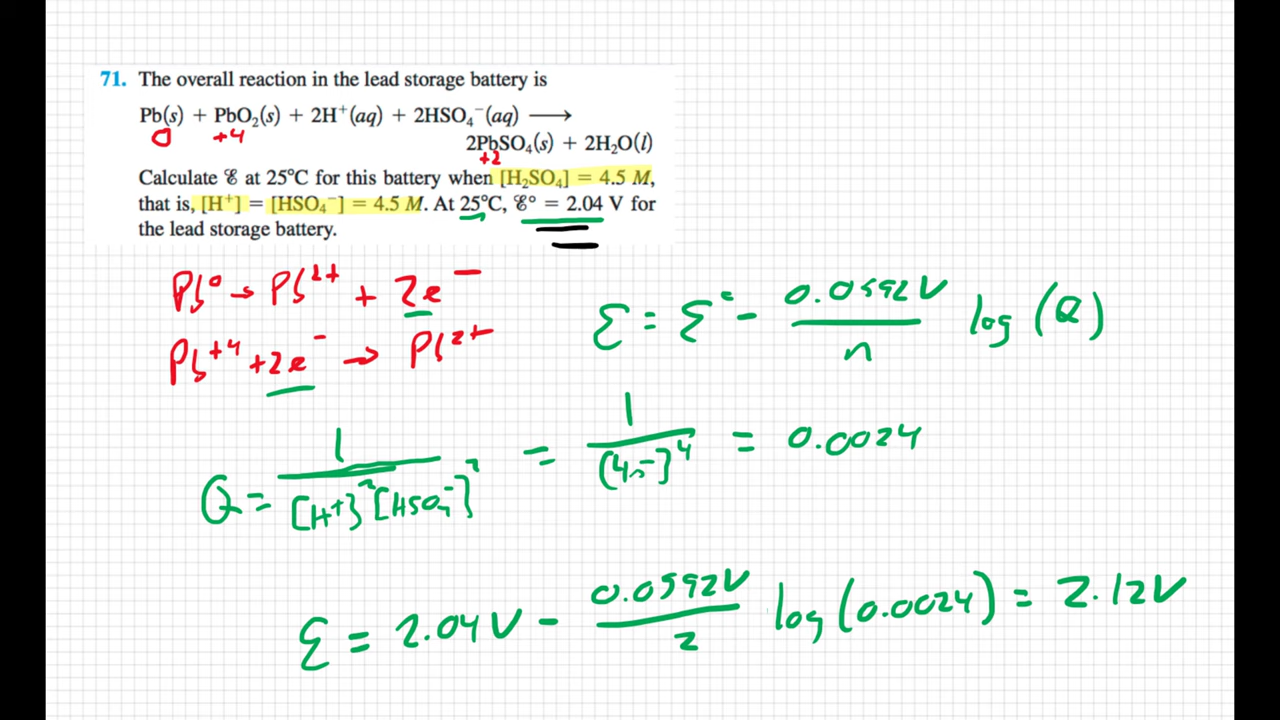 71. The overall reaction in the lead storage battery is
Pb(s) + PbO₂(s) + 2H⁺(aq) + 2HSO₄⁻(aq) ⟶
0 +4
2PbSO₄(s) + 2H₂O(l)
+2
Calculate ℰ at 25°C for this battery when [H₂SO₄] = 4.5 M,
that is, [H⁺] = [HSO₄⁻] = 4.5 M. At 25°C, ℰ° = 2.04 V for
the lead storage battery.
Pb⁰ → Pb²⁺ + 2e⁻
Pb⁺⁴ + 2e⁻ → Pb²⁺
ℰ = ℰ° − 0.0592V / n log (Q)
Q = 1 / [H⁺]² [HSO₄⁻]² = 1 / (4.5)⁴ = 0.0024
ℰ = 2.04V − 0.0592V / 2 log (0.0024) = 2.12V